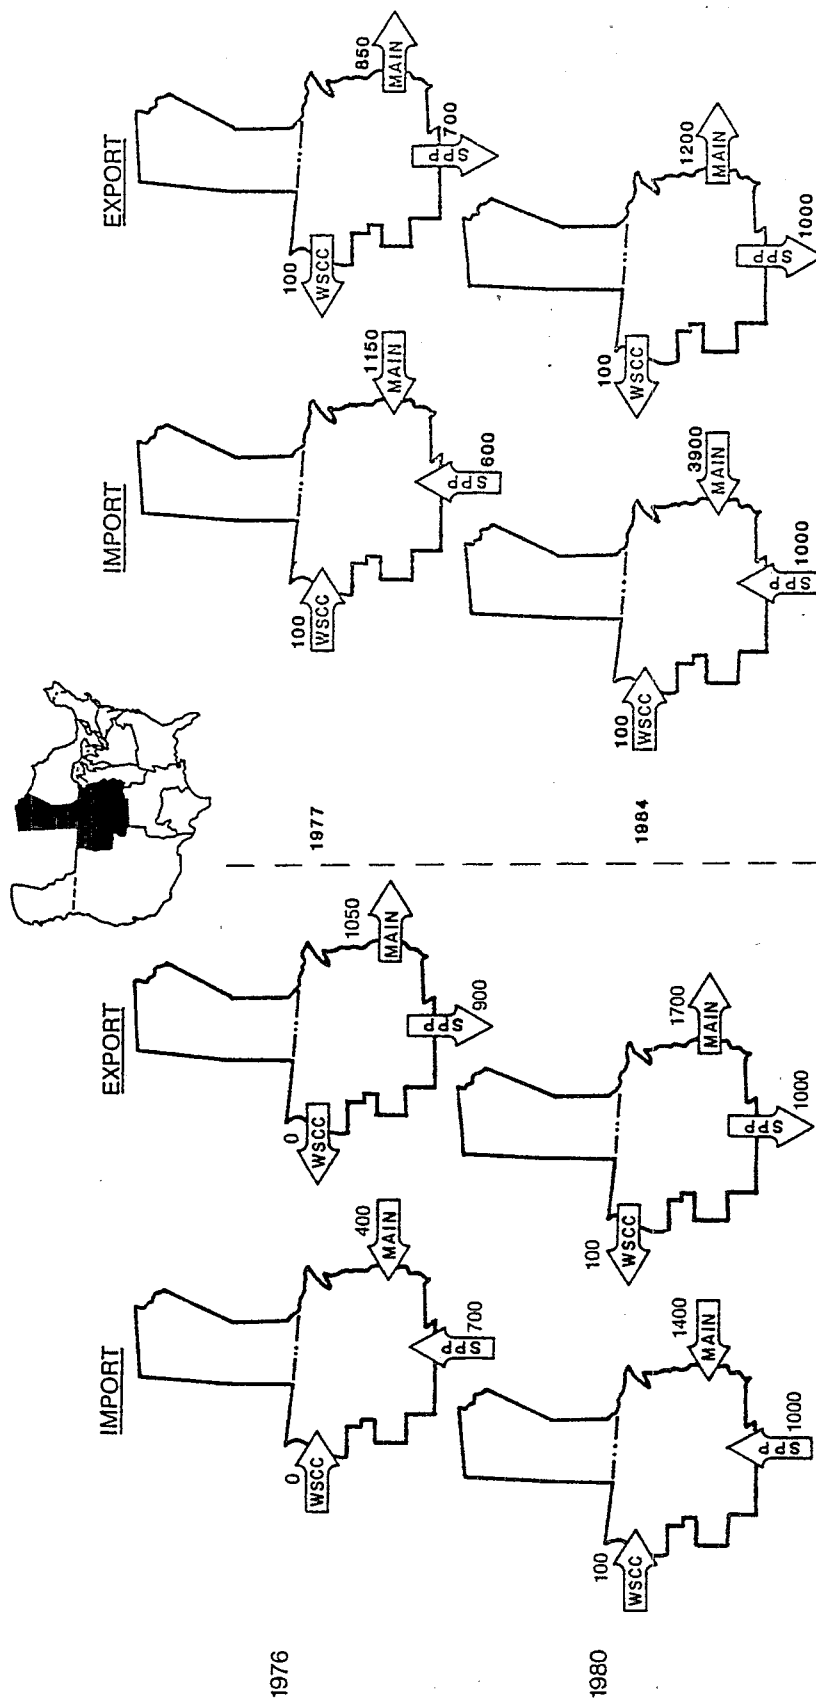 IMPORT
EXPORT
IMPORT
EXPORT
1976
0
WSCC
400
MAIN
700
SPP
0
WSCC
1050
MAIN
900
SPP
1977
100
WSCC
1150
MAIN
600
SPP
100
WSCC
850
MAIN
700
SPP
1980
100
WSCC
1400
MAIN
1000
SPP
100
WSCC
1700
MAIN
1000
SPP
1984
100
WSCC
3900
MAIN
1000
SPP
100
WSCC
1200
MAIN
1000
SPP